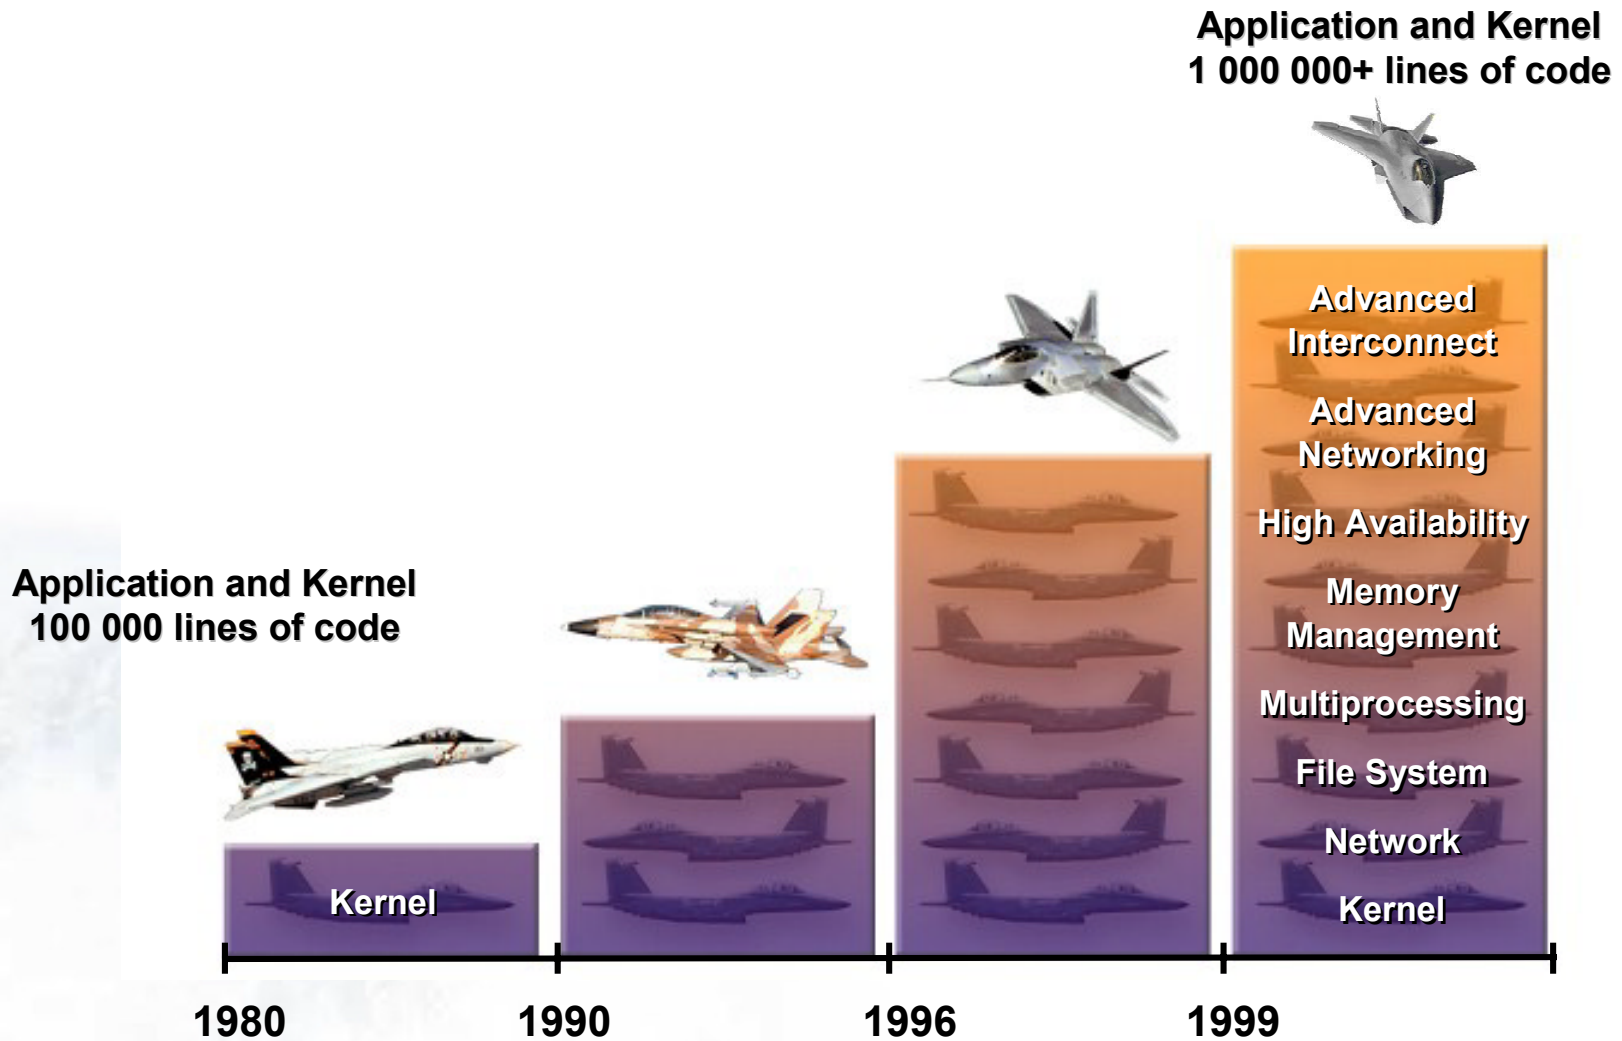 Application and Kernel
1 000 000+ lines of code
Advanced
Interconnect
Advanced
Networking
High Availability
Memory
Management
Multiprocessing
File System
Network
Kernel
Application and Kernel
100 000 lines of code
Kernel
1980
1990
1996
1999